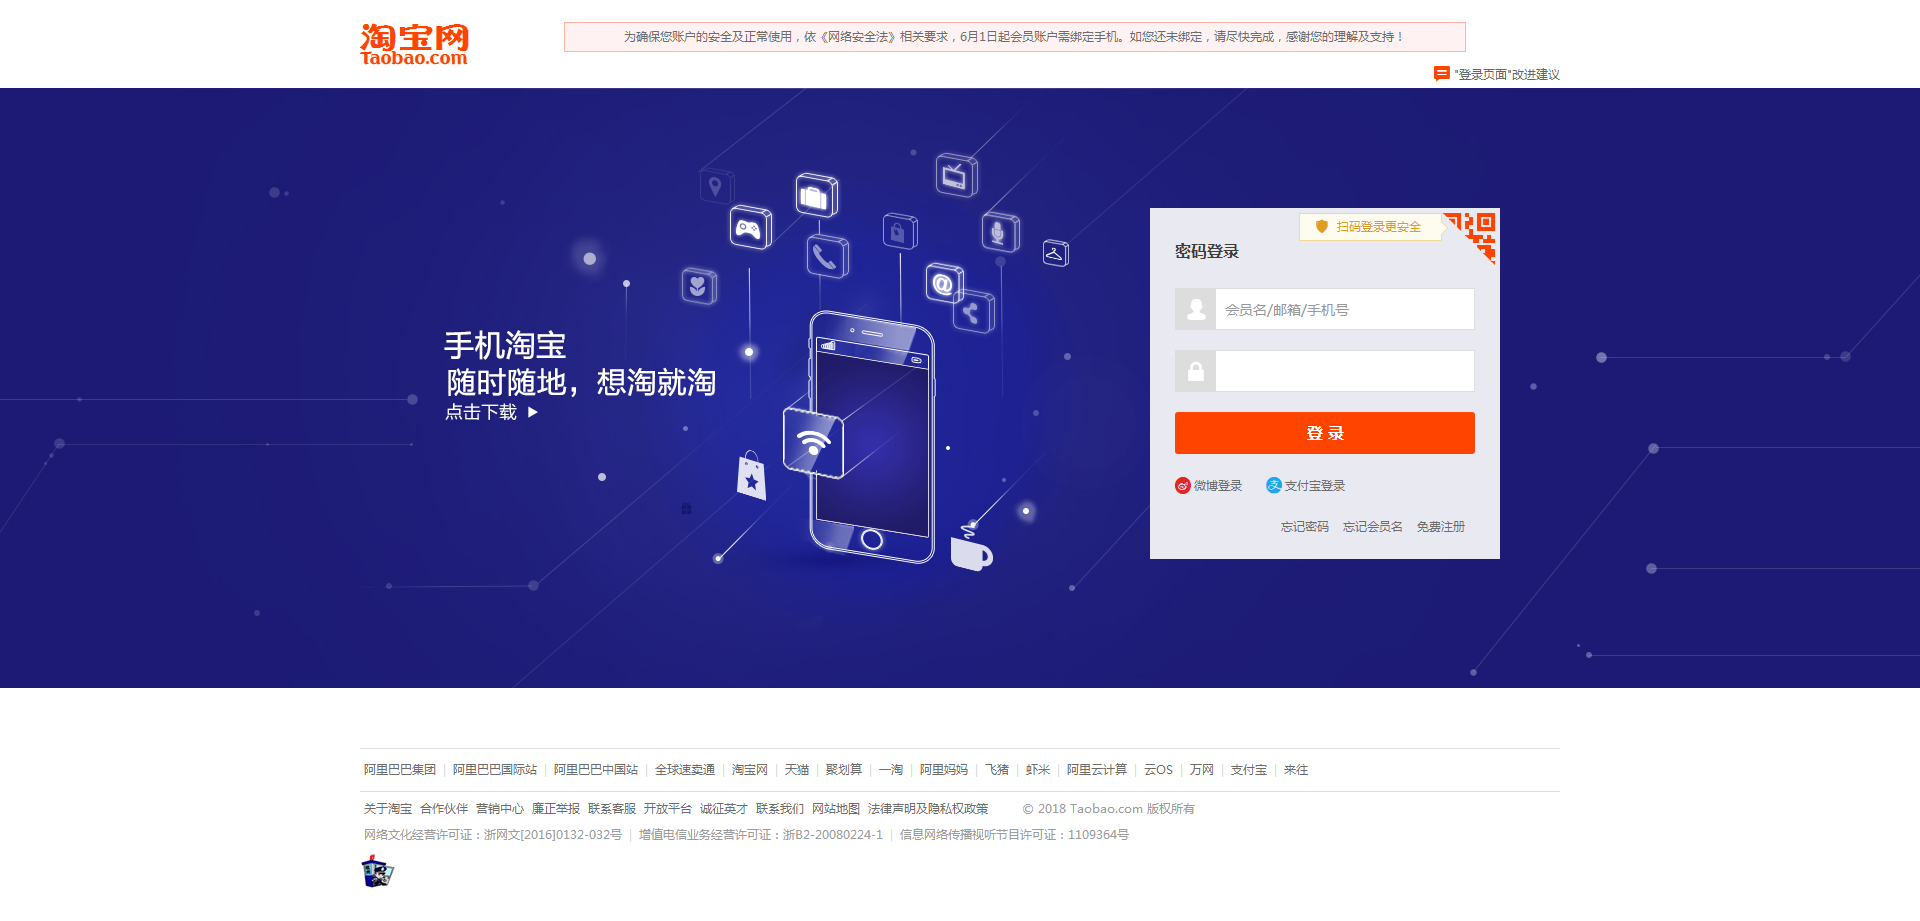 淘宝网
Taobao.com
为确保您账户的安全及正常使用，依《网络安全法》相关要求，6月1日起会员账户需绑定手机。如您还未绑定，请尽快完成，感谢您的理解及支持！
"登录页面"改进建议
手机淘宝
随时随地，想淘就淘
点击下载
扫码登录更安全
密码登录
会员名/邮箱/手机号
登 录
微博登录 支付宝登录
忘记密码 忘记会员名 免费注册
阿里巴巴集团 | 阿里巴巴国际站 | 阿里巴巴中国站 | 全球速卖通 | 淘宝网 | 天猫 | 聚划算 | 一淘 | 阿里妈妈 | 飞猪 | 虾米 | 阿里云计算 | 云OS | 万网 | 支付宝 | 来往
关于淘宝 合作伙伴 营销中心 廉正举报 联系客服 开放平台 诚征英才 联系我们 网站地图 法律声明及隐私权政策 © 2018 Taobao.com 版权所有
网络文化经营许可证：浙网文[2016]0132-032号 | 增值电信业务经营许可证：浙B2-20080224-1 | 信息网络传播视听节目许可证：1109364号